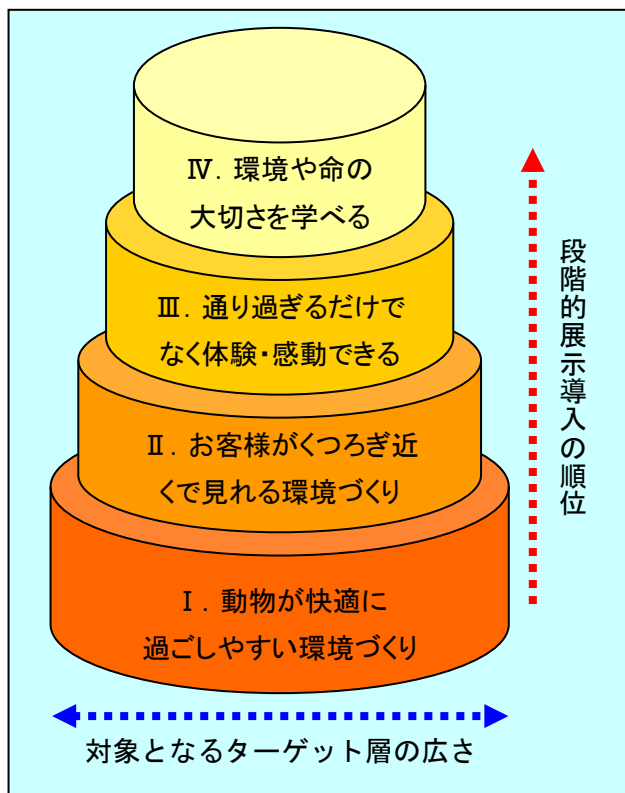 Ⅳ．環境や命の
大切さを学べる
Ⅲ．通り過ぎるだけで
なく体験・感動できる
Ⅱ．お客様がくつろぎ近
くで見れる環境づくり
Ⅰ．動物が快適に
過ごしやすい環境づくり
段階的展示導入の順位
対象となるターゲット層の広さ